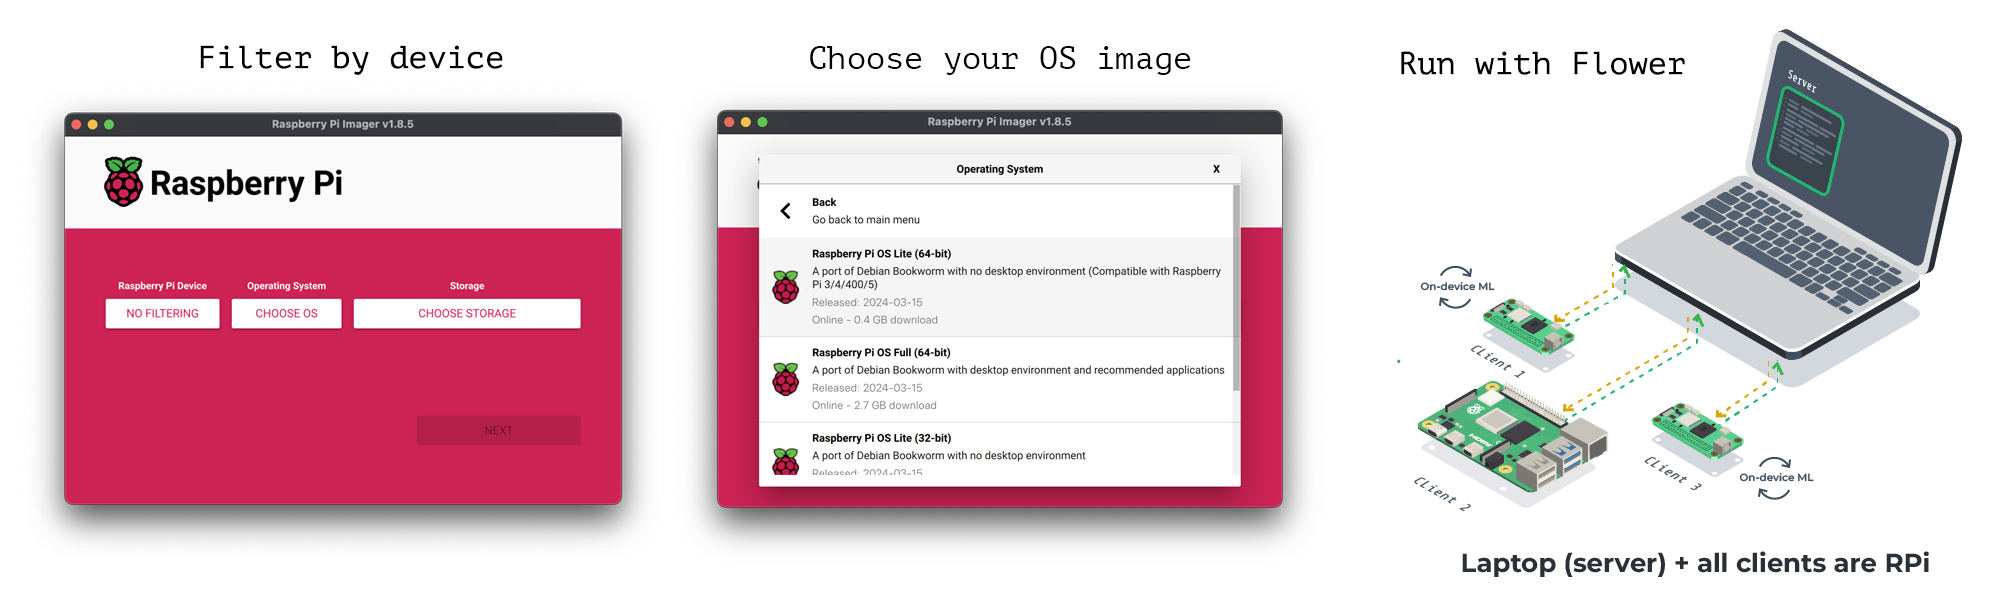 Filter by device
Raspberry Pi Imager v1.8.5
Raspberry Pi
Raspberry Pi Device
Operating System
Storage
NO FILTERING
CHOOSE OS
CHOOSE STORAGE
NEXT
Choose your OS image
Raspberry Pi Imager v1.8.5
Operating System
X
Back
Go back to main menu
Raspberry Pi OS Lite (64-bit)
A port of Debian Bookworm with no desktop environment (Compatible with Raspberry
Pi 3/4/400/5)
Released: 2024-03-15
Online - 0.4 GB download
Raspberry Pi OS Full (64-bit)
A port of Debian Bookworm with desktop environment and recommended applications
Released: 2024-03-15
Online - 2.7 GB download
Raspberry Pi OS Lite (32-bit)
A port of Debian Bookworm with no desktop environment
Released: 2024-03-15
Run with Flower
Server
On-device ML
Client 1
HDMI
Client 2
Client 3
On-device ML
Laptop (server) + all clients are RPi